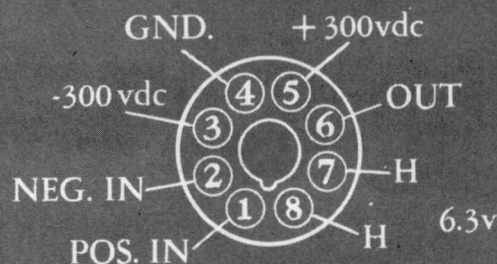 GND.
+ 300vdc
-300 vdc
4
5
OUT
3
6
NEG. IN
2
7
H
1
8
6.3v
POS. IN
H